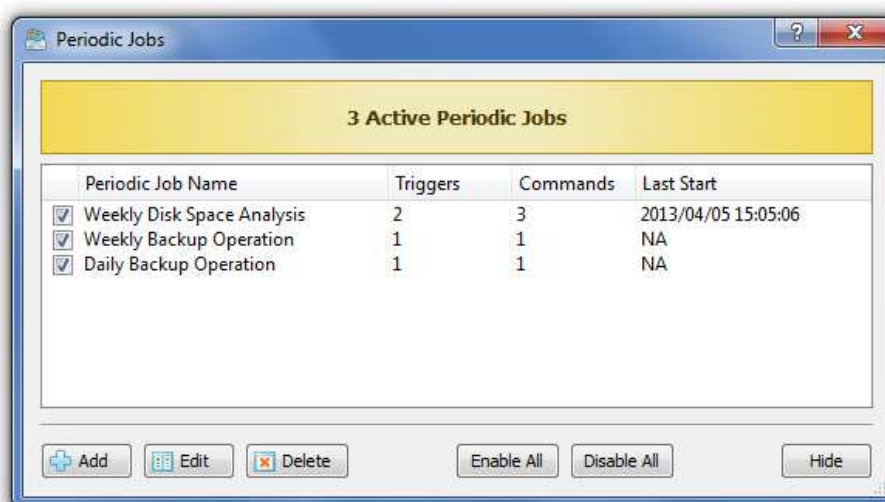 Periodic Jobs
3 Active Periodic Jobs
Periodic Job Name Triggers Commands Last Start
Weekly Disk Space Analysis 2 3 2013/04/05 15:05:06
Weekly Backup Operation 1 1 NA
Daily Backup Operation 1 1 NA
Add Edit Delete Enable All Disable All Hide